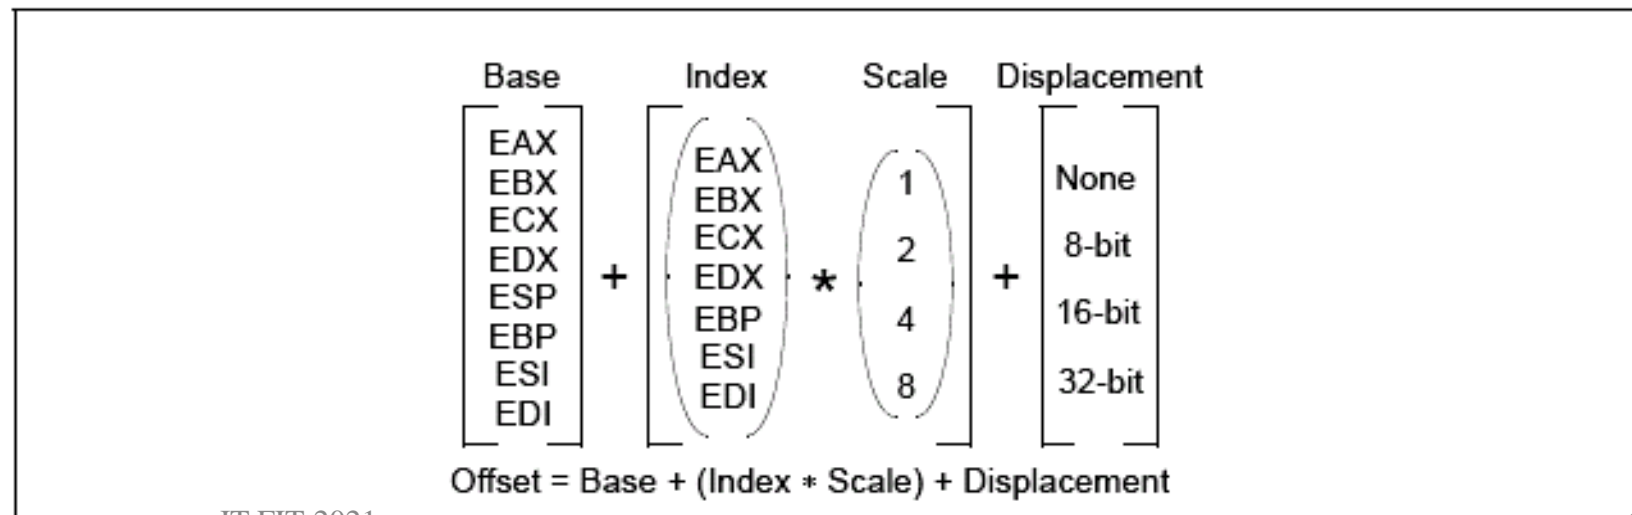 Base Index Scale Displacement
EAX
EBX
ECX
EDX
ESP
EBP
ESI
EDI
+
EAX
EBX
ECX
EDX
EBP
ESI
EDI
*
1
2
4
8
+
None
8-bit
16-bit
32-bit
Offset = Base + (Index * Scale) + Displacement